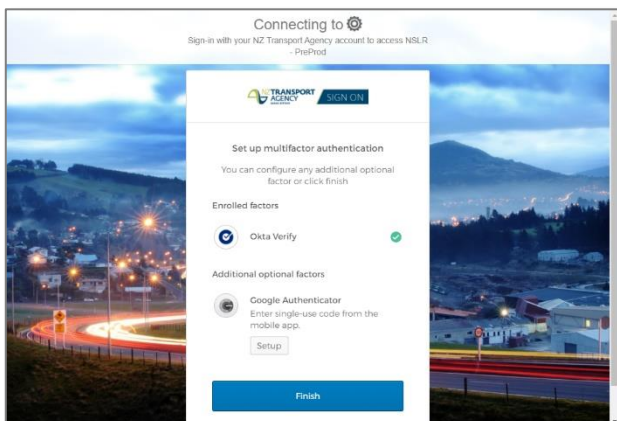 Connecting to
Sign-in with your NZ Transport Agency account to access NSLR
- PreProd
NZ TRANSPORT
AGENCY
SIGN ON
Set up multifactor authentication
You can configure any additional optional
factor or click finish
Enrolled factors
Okta Verify
Additional optional factors
Google Authenticator
Enter single-use code from the
mobile app.
Setup
Finish